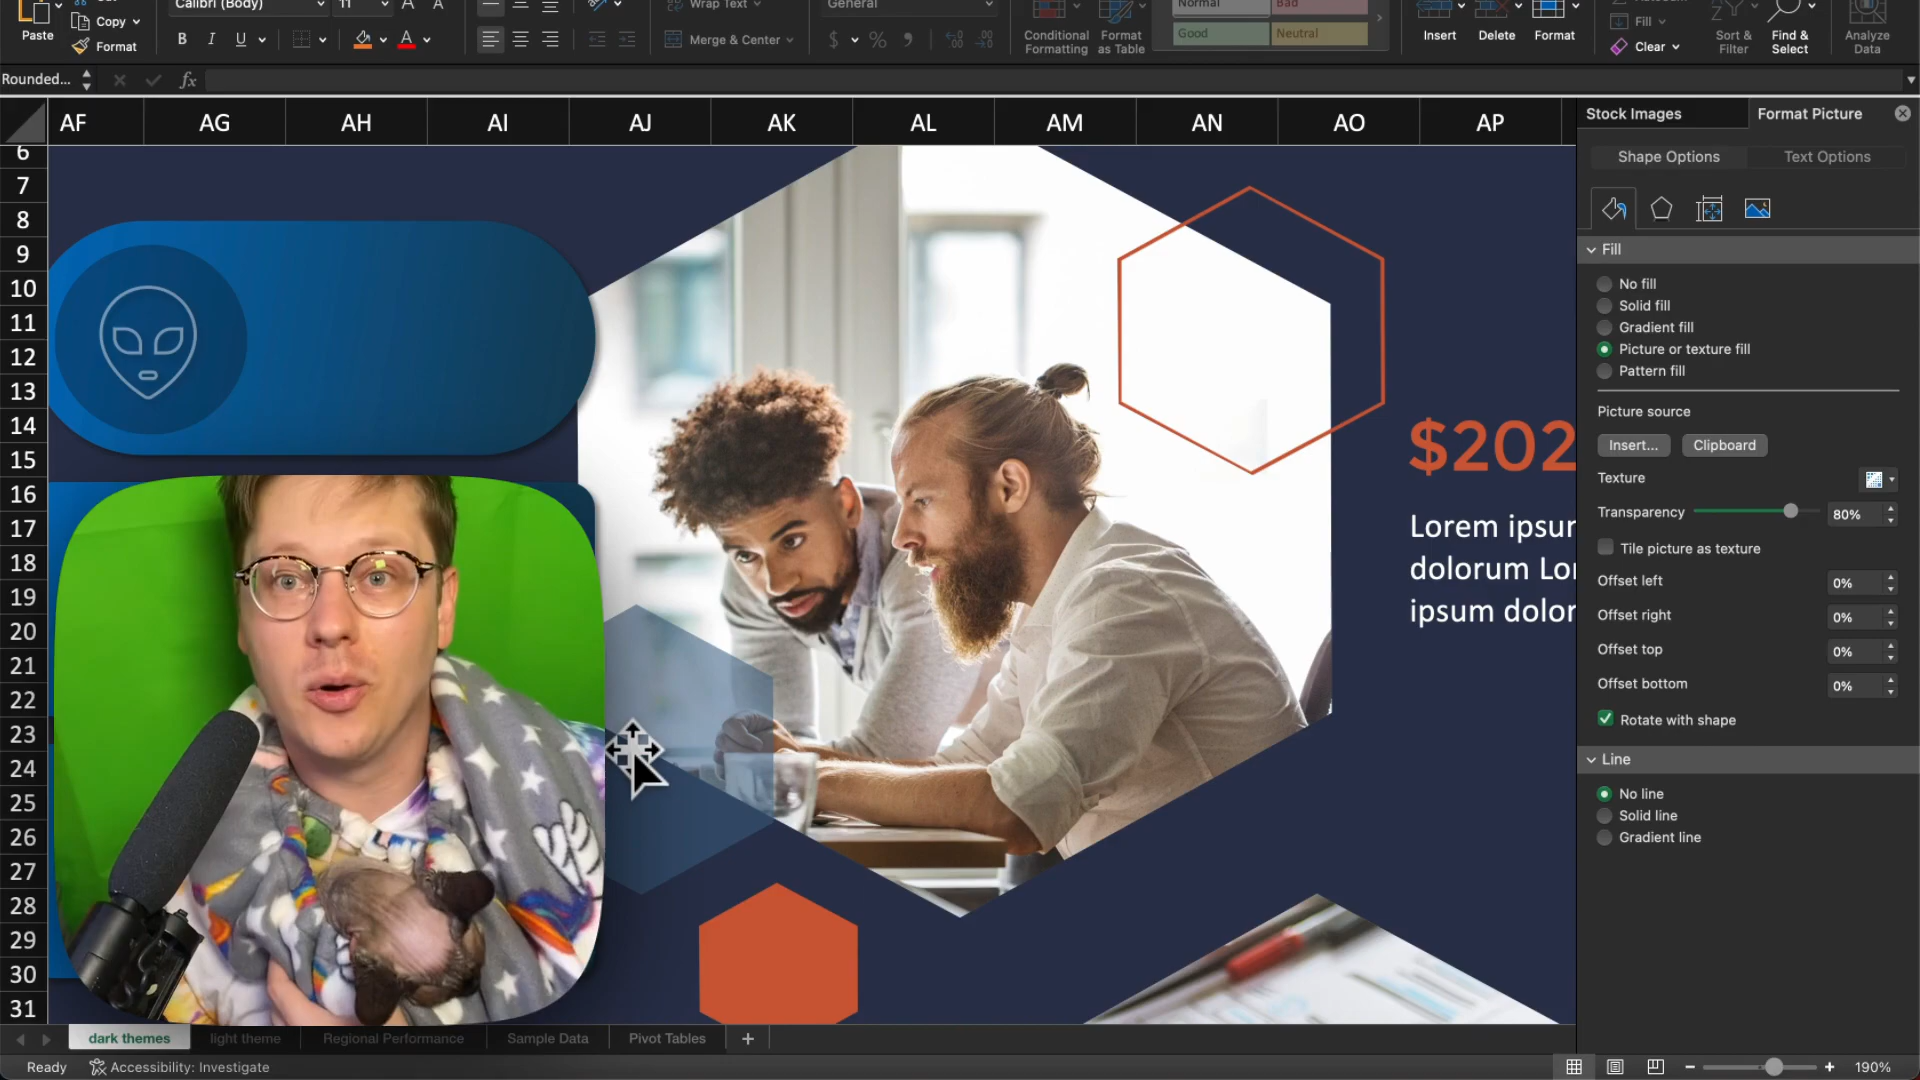 Calibri (Body)
11
A
A
Wrap Text
General
Normal
Bad
Paste
Copy
Format
B
I
U
A
Merge & Center
$
%
Conditional
Formatting
Format
as Table
Good
Neutral
Insert
Delete
Format
Fill
Clear
Sort &
Filter
Find &
Select
Analyze
Data
Rounded...
fx
AF
AG
AH
AI
AJ
AK
AL
AM
AN
AO
AP
6
7
8
9
10
11
12
13
14
15
16
17
18
19
20
21
22
23
24
25
26
27
28
29
30
31
$202
Lorem ipsur
dolorum Lor
ipsum dolor
Stock Images
Format Picture
Shape Options
Text Options
Fill
No fill
Solid fill
Gradient fill
Picture or texture fill
Pattern fill
Picture source
Insert...
Clipboard
Texture
Transparency
80%
Tile picture as texture
Offset left
0%
Offset right
0%
Offset top
0%
Offset bottom
0%
Rotate with shape
Line
No line
Solid line
Gradient line
dark themes
light theme
Regional Performance
Sample Data
Pivot Tables
+
Ready
Accessibility: Investigate
190%